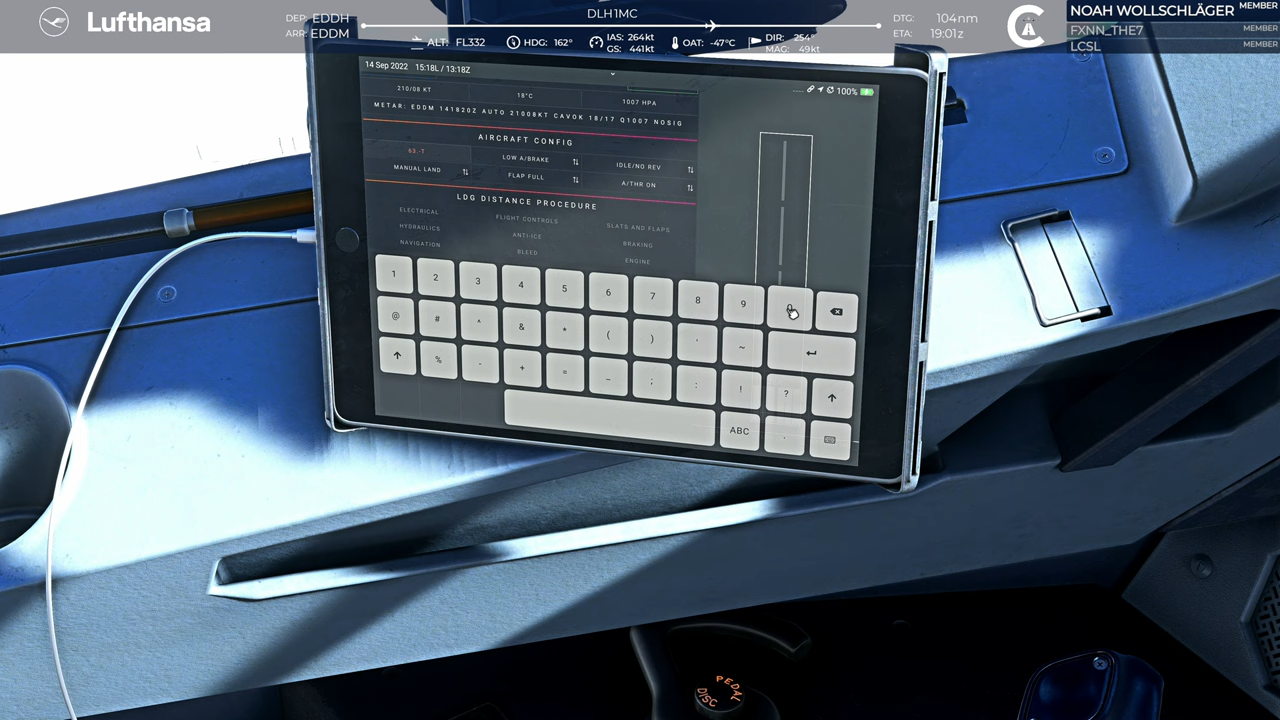 Lufthansa
DEP: EDDH
ARR: EDDM
DLH1MC
ALT: FL332
HDG: 162°
IAS: 264kt
GS: 441kt
OAT: -47°C
DIR: 254°
MAG: 49kt
DTG: 104nm
ETA: 19:01z
NOAH WOLLSCHLÄGER MEMBER
FXNN_THE7 MEMBER
LCSL MEMBER
14 Sep 2022 15:18L / 13:18Z
100%
210/08 KT 18°C 1007 HPA
METAR: EDDM 141820Z AUTO 21008KT CAVOK 18/17 Q1007 NOSIG
AIRCRAFT CONFIG
63.-T LOW A/BRAKE IDLE/NO REV
MANUAL LAND FLAP FULL A/THR ON
LDG DISTANCE PROCEDURE
ELECTRICAL FLIGHT CONTROLS SLATS AND FLAPS
HYDRAULICS ANTI-ICE BRAKING
NAVIGATION BLEED ENGINE
1 2 3 4 5 6 7 8 9 0
@ # ^ & * ( ) ' ~
% - + = _ ; : ! ?
ABC .
PEDAL
DISC